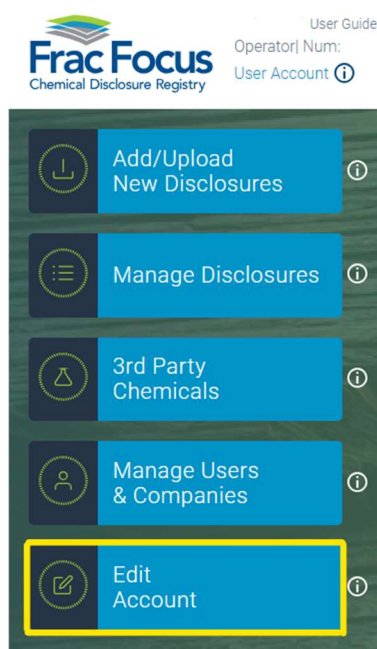 User Guide
Frac Focus
Chemical Disclosure Registry
Operator| Num:
User Account
Add/Upload
New Disclosures
Manage Disclosures
3rd Party
Chemicals
Manage Users
& Companies
Edit
Account